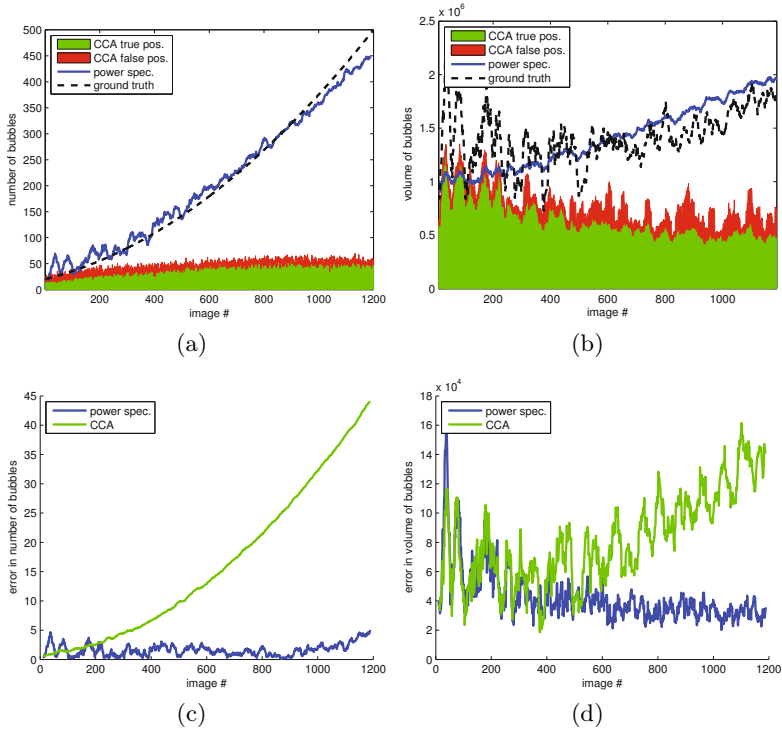 500
450
400
350
300
250
200
150
100
50
0
number of bubbles
CCA true pos.
CCA false pos.
power spec.
ground truth
200 400 600 800 1000 1200
image #
(a)
x 10^6
2.5
2
1.5
1
0.5
0
volume of bubbles
CCA true pos.
CCA false pos.
power spec.
ground truth
200 400 600 800 1000
image #
(b)
45
40
35
30
25
20
15
10
5
0
error in number of bubbles
power spec.
CCA
0 200 400 600 800 1000 1200
image #
(c)
x 10^4
18
16
14
12
10
8
6
4
2
0
error in volume of bubbles
power spec.
CCA
0 200 400 600 800 1000 1200
image #
(d)